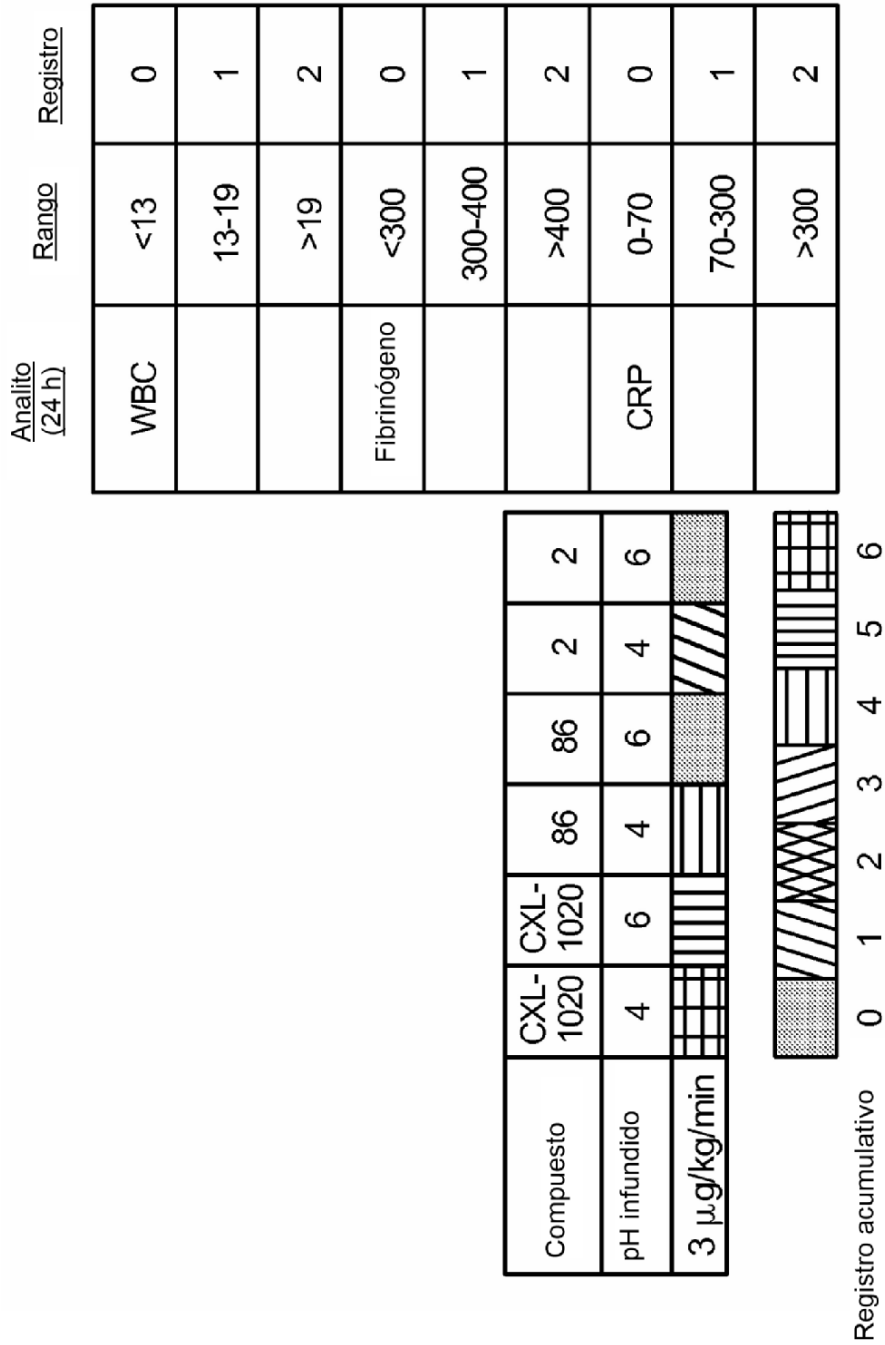 Analito
(24 h)
Rango
Registro
WBC <13 0
13-19 1
>19 2
Fibrinógeno <300 0
300-400 1
>400 2
CRP 0-70 0
70-300 1
>300 2
Compuesto CXL-1020 CXL-1020 86 86 2 2
pH infundido 4 6 4 6 4 6
3 µg/kg/min
Registro acumulativo 0 1 2 3 4 5 6